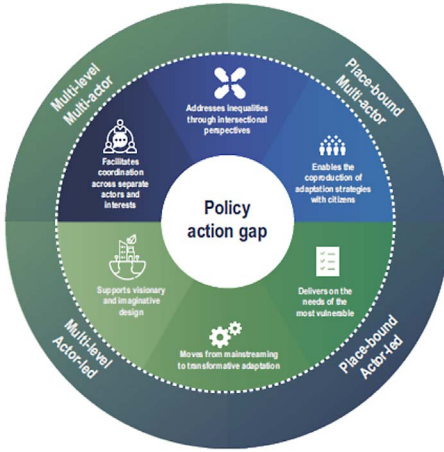 Multi-level
Multi-actor
Place-bound
Multi-actor
Addresses inequalities
through intersectional
perspectives
Facilitates
coordination
across separate
actors and
interests
Enables the
coproduction of
adaptation strategies
with citizens
Policy
action gap
Supports visionary
and imaginative
design
Delivers on the
needs of the
most vulnerable
Moves from mainstreaming
to transformative adaptation
Multi-level
Actor-led
Place-bound
Actor-led